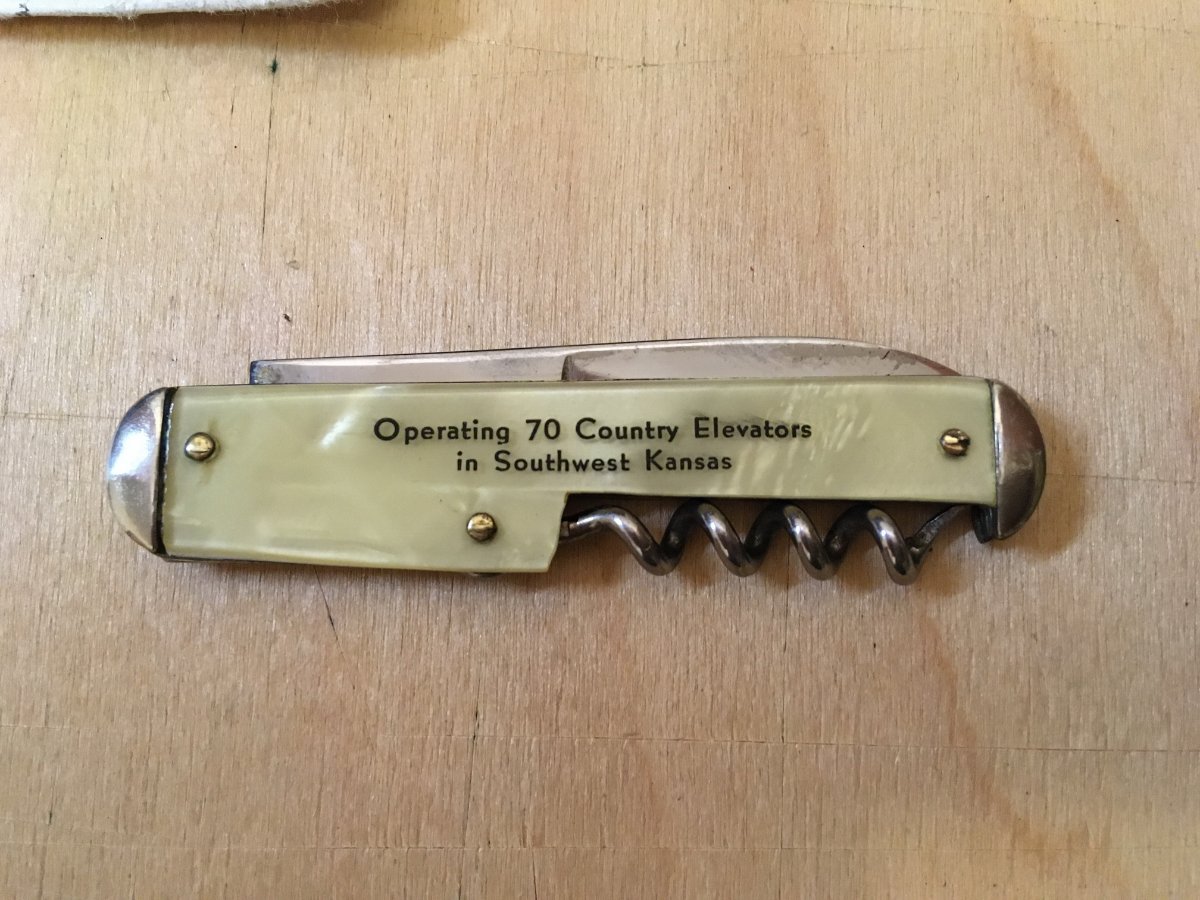 Operating 70 Country Elevators
in Southwest Kansas